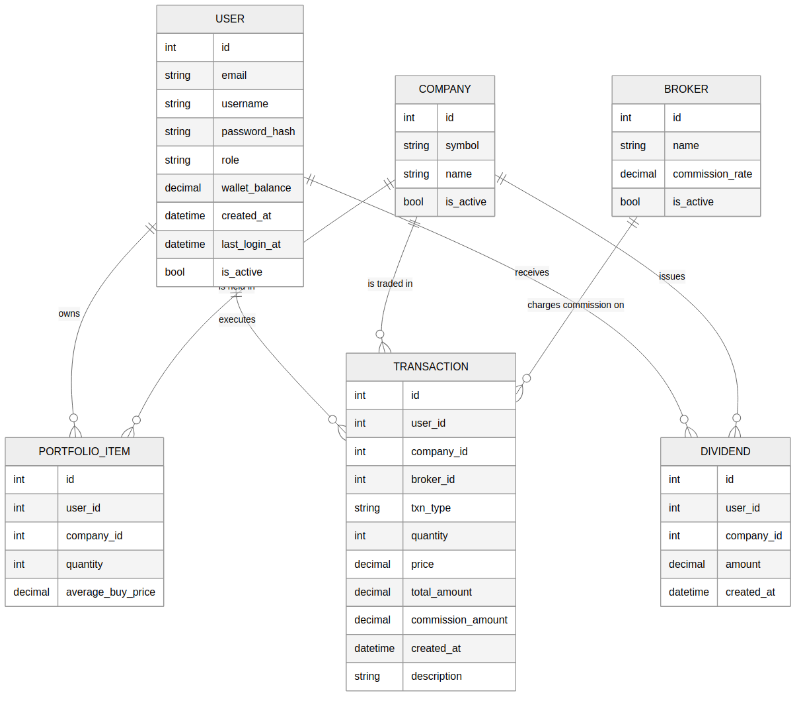 USER
int id
string email
string username
string password_hash
string role
decimal wallet_balance
datetime created_at
datetime last_login_at
bool is_active
COMPANY
int id
string symbol
string name
bool is_active
BROKER
int id
string name
decimal commission_rate
bool is_active
owns
is held in
executes
is traded in
receives
charges commission on
issues
PORTFOLIO_ITEM
int id
int user_id
int company_id
int quantity
decimal average_buy_price
TRANSACTION
int id
int user_id
int company_id
int broker_id
string txn_type
int quantity
decimal price
decimal total_amount
decimal commission_amount
datetime created_at
string description
DIVIDEND
int id
int user_id
int company_id
decimal amount
datetime created_at